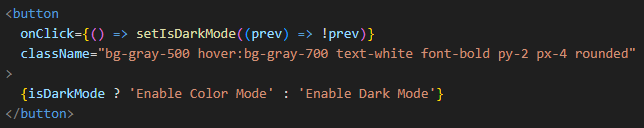 <button
onClick={() => setIsDarkMode((prev) => !prev)}
className="bg-gray-500 hover:bg-gray-700 text-white font-bold py-2 px-4 rounded"
>
{isDarkMode ? 'Enable Color Mode' : 'Enable Dark Mode'}
</button>